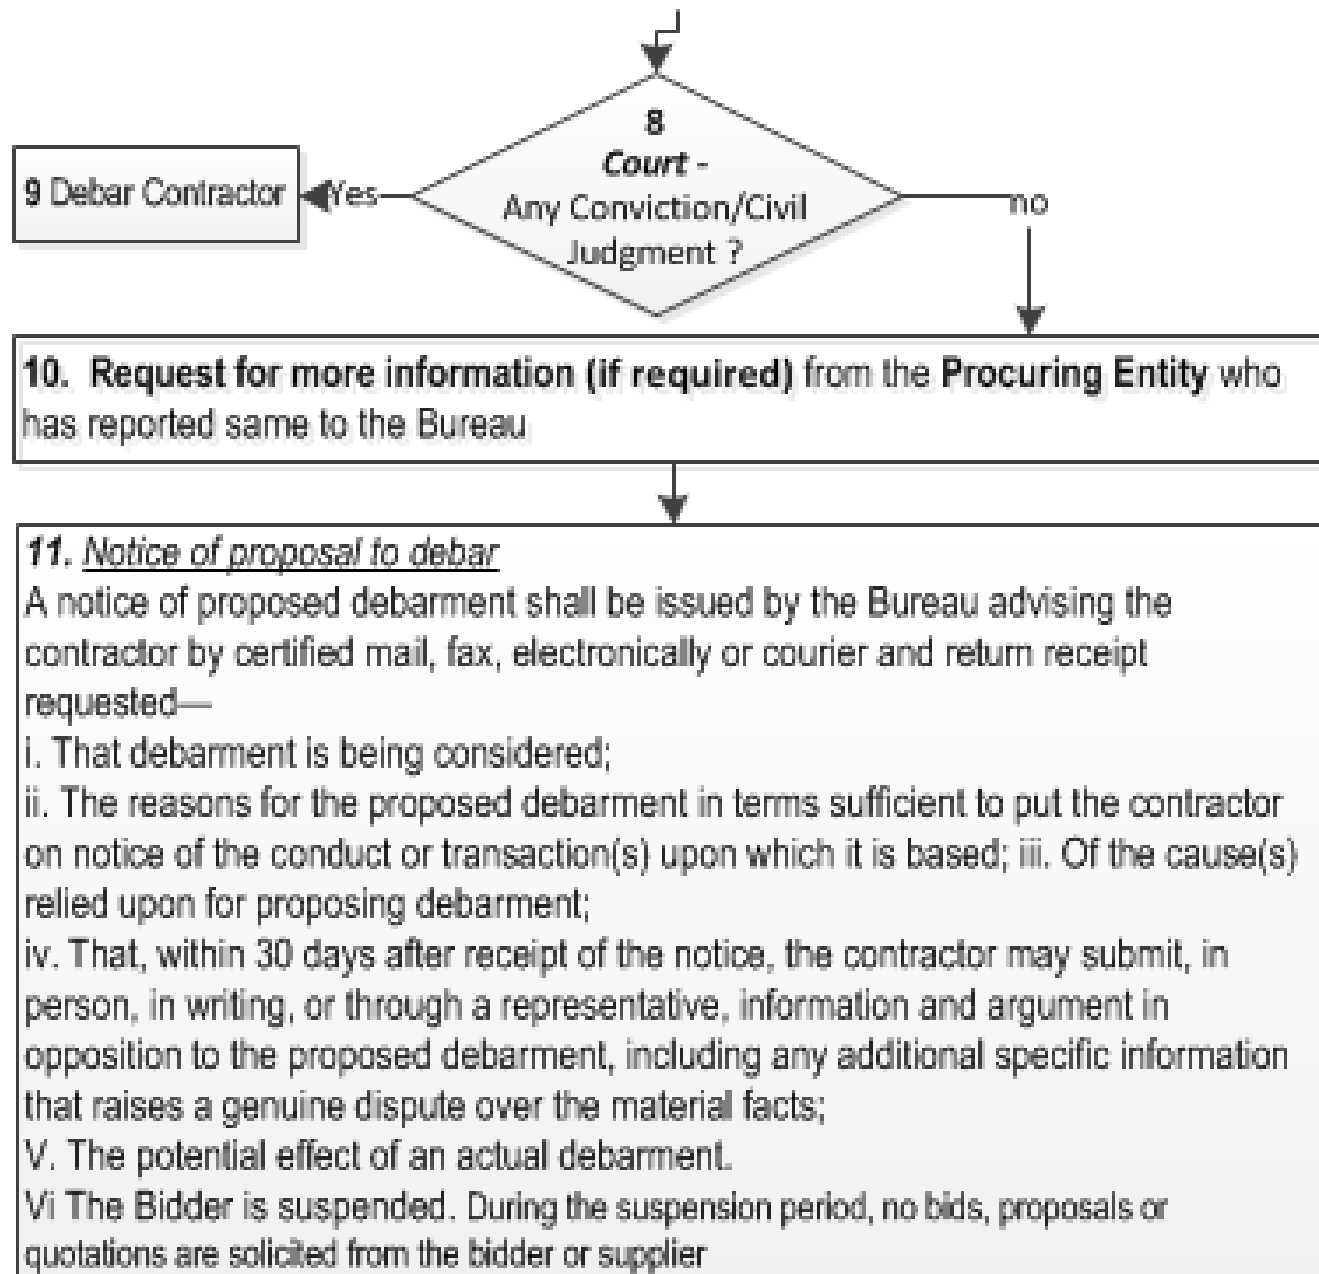 8
Court -
Any Conviction/Civil
Judgment ?
9 Debar Contractor
Yes
no
10. Request for more information (if required) from the Procuring Entity who
has reported same to the Bureau
11. Notice of proposal to debar
A notice of proposed debarment shall be issued by the Bureau advising the
contractor by certified mail, fax, electronically or courier and return receipt
requested—
i. That debarment is being considered;
ii. The reasons for the proposed debarment in terms sufficient to put the contractor
on notice of the conduct or transaction(s) upon which it is based; iii. Of the cause(s)
relied upon for proposing debarment;
iv. That, within 30 days after receipt of the notice, the contractor may submit, in
person, in writing, or through a representative, information and argument in
opposition to the proposed debarment, including any additional specific information
that raises a genuine dispute over the material facts;
V. The potential effect of an actual debarment.
Vi The Bidder is suspended. During the suspension period, no bids, proposals or
quotations are solicited from the bidder or supplier